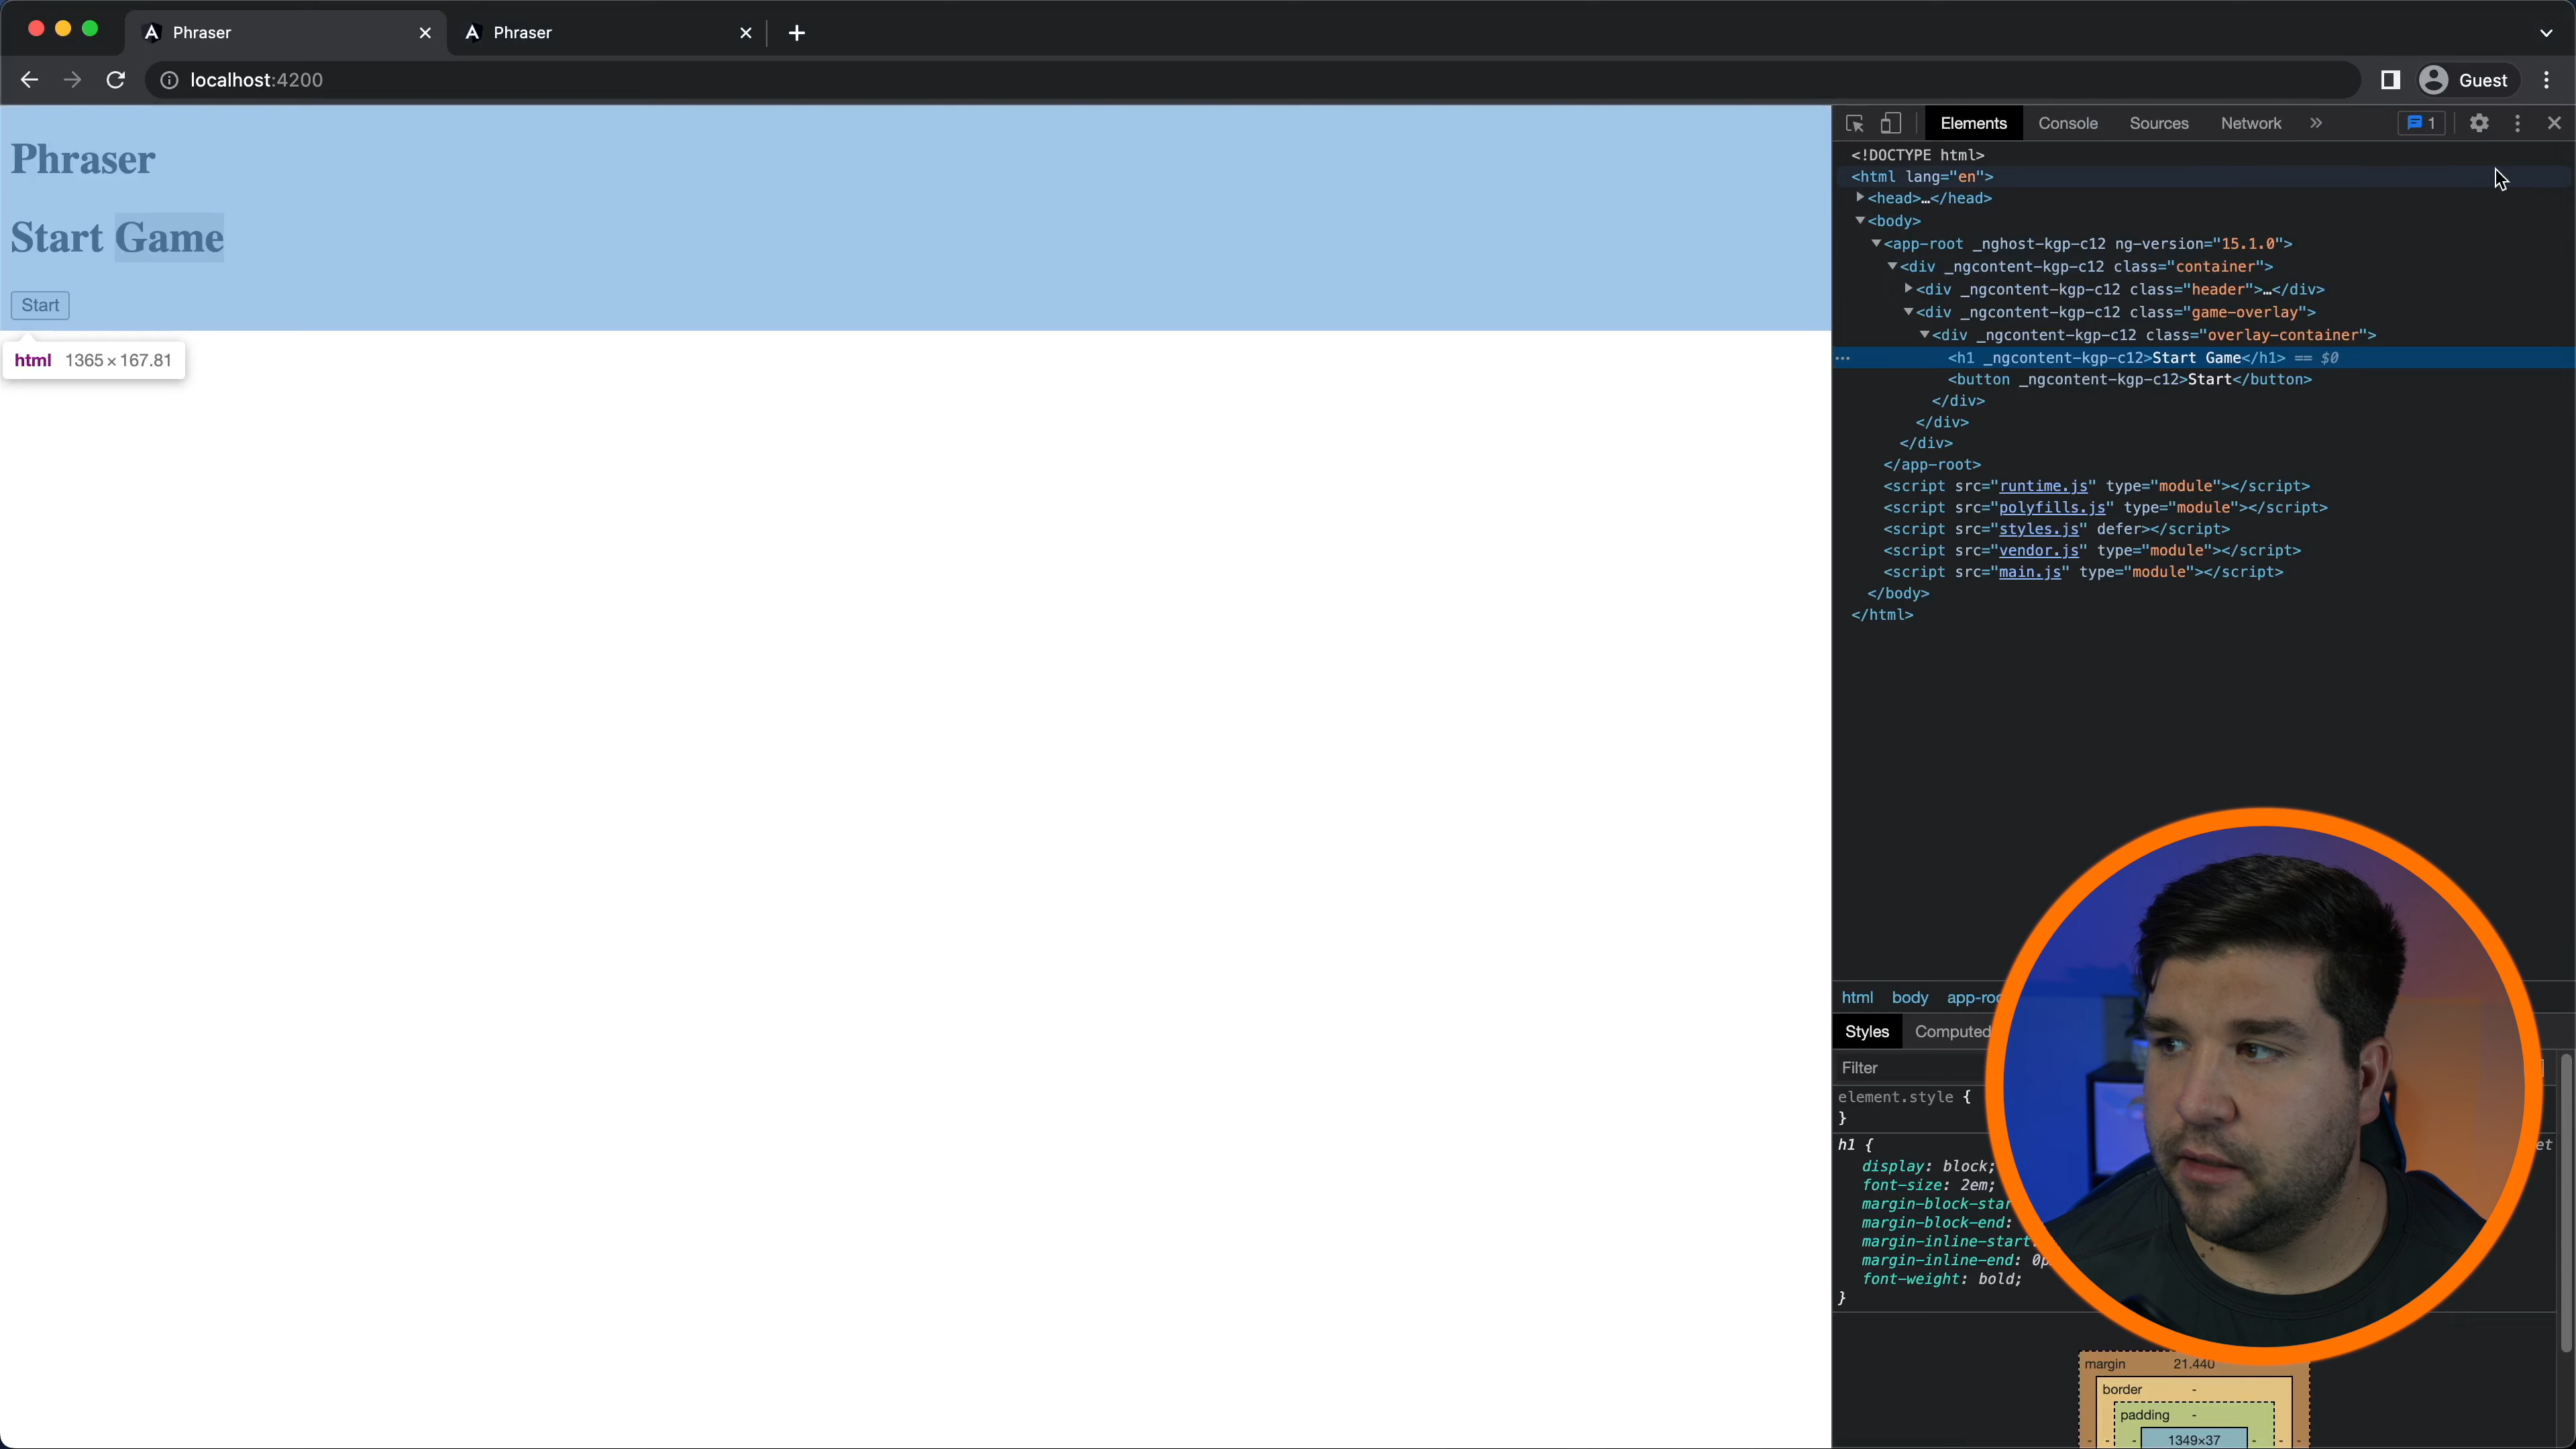 Phraser
Phraser
localhost:4200
Guest
Phraser
Start Game
Start
html 1365 × 167.81
Elements
Console
Sources
Network
1
<!DOCTYPE html>
<html lang="en">
<head>…</head>
<body>
<app-root _nghost-kgp-c12 ng-version="15.1.0">
<div _ngcontent-kgp-c12 class="container">
<div _ngcontent-kgp-c12 class="header">…</div>
<div _ngcontent-kgp-c12 class="game-overlay">
<div _ngcontent-kgp-c12 class="overlay-container">
<h1 _ngcontent-kgp-c12>Start Game</h1> == $0
<button _ngcontent-kgp-c12>Start</button>
</div>
</div>
</div>
</app-root>
<script src="runtime.js" type="module"></script>
<script src="polyfills.js" type="module"></script>
<script src="styles.js" defer></script>
<script src="vendor.js" type="module"></script>
<script src="main.js" type="module"></script>
</body>
</html>
html body
Styles
Computed
Filter
element.style {
}
h1 {
display: block;
font-size: 2em;
margin-block-end:
margin-inline-start:
margin-inline-end:
font-weight: bold;
}
margin 21.440
border -
padding -
- - - 1349×37 - - -